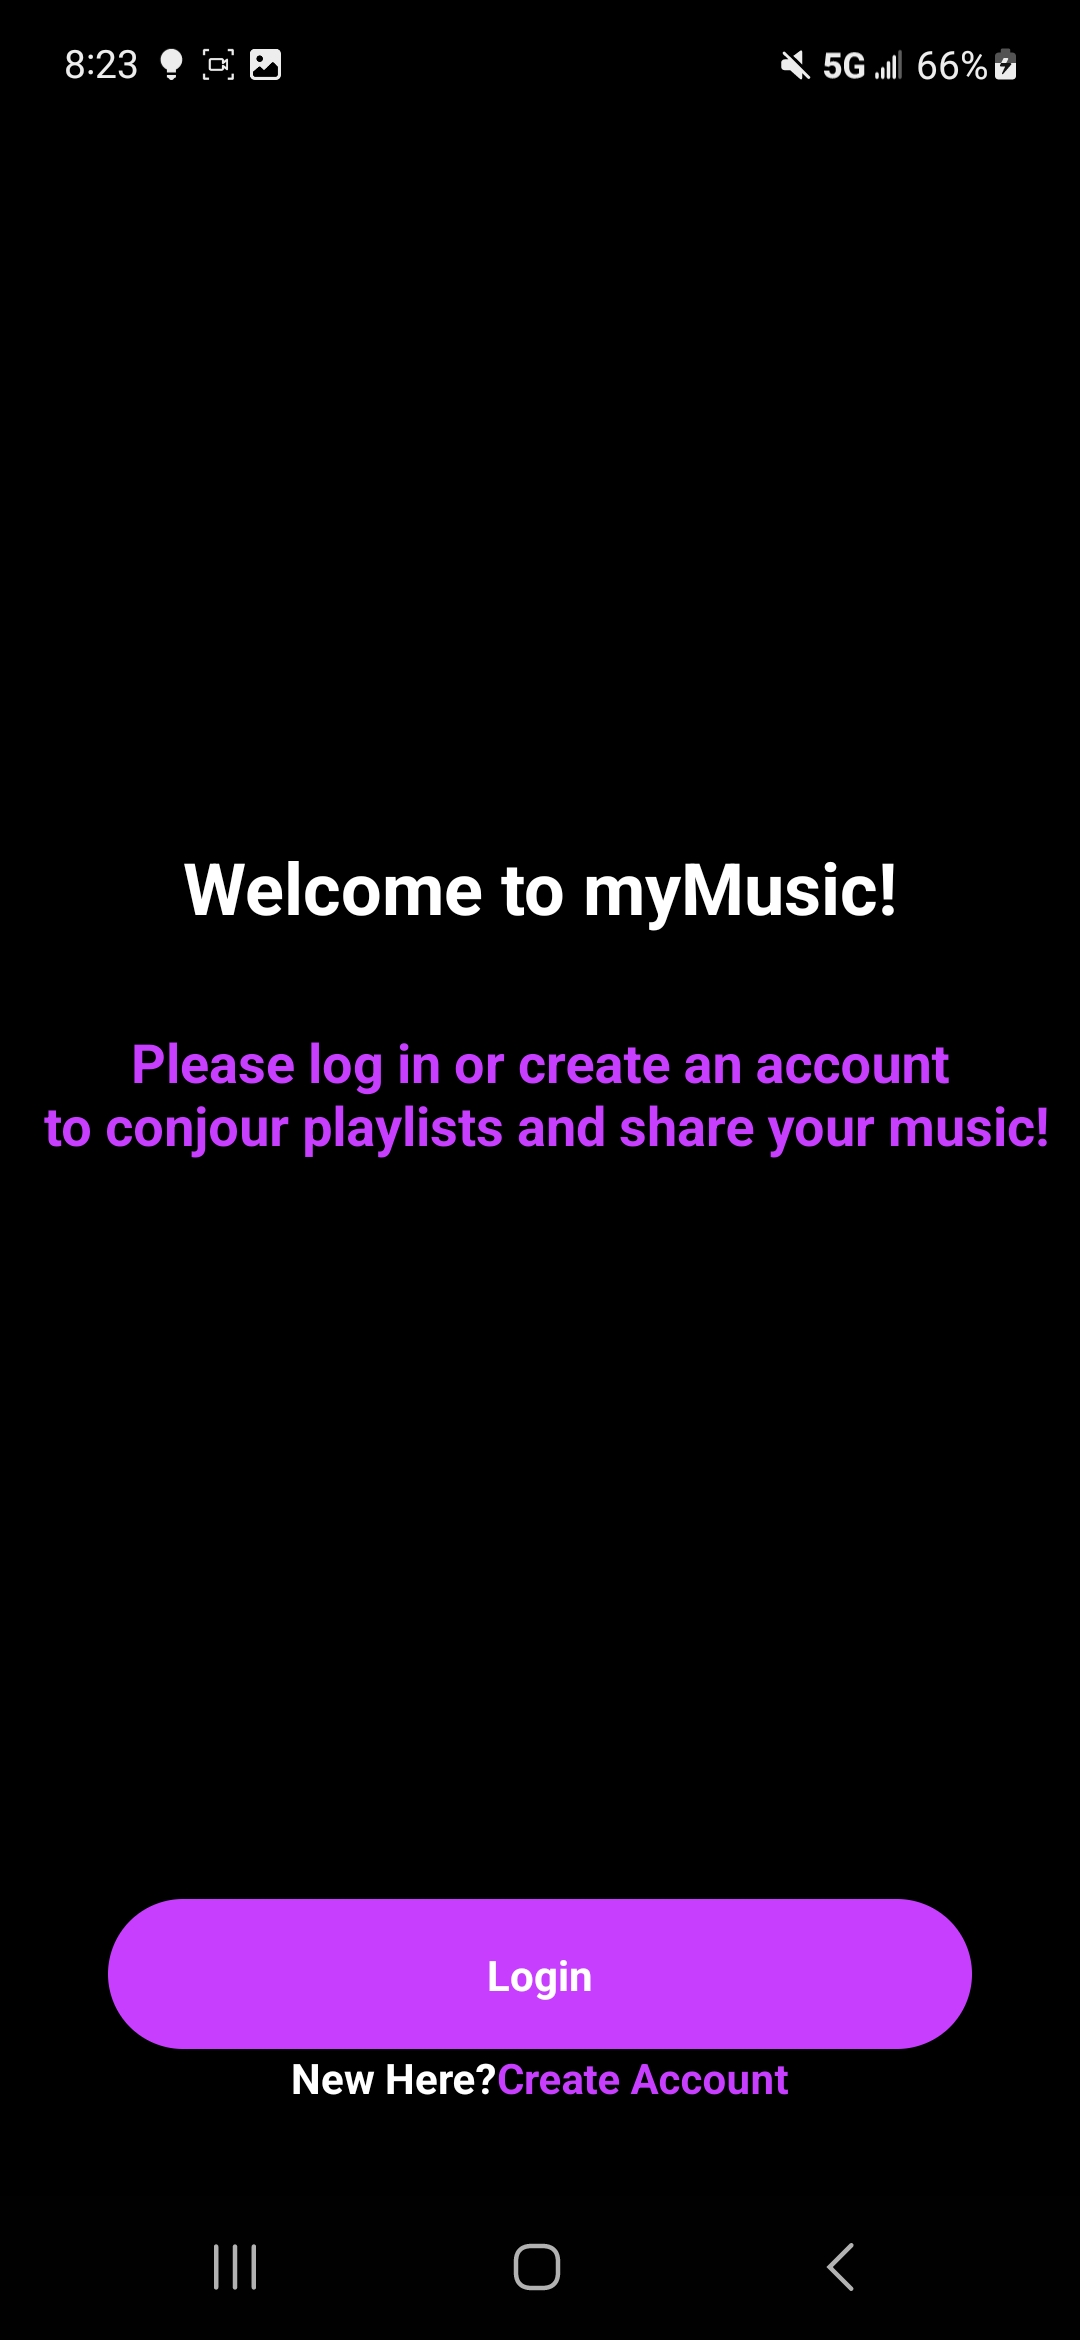 8:23 5G 66%
Welcome to myMusic!
Please log in or create an account
to conjour playlists and share your music!
Login
New Here?Create Account